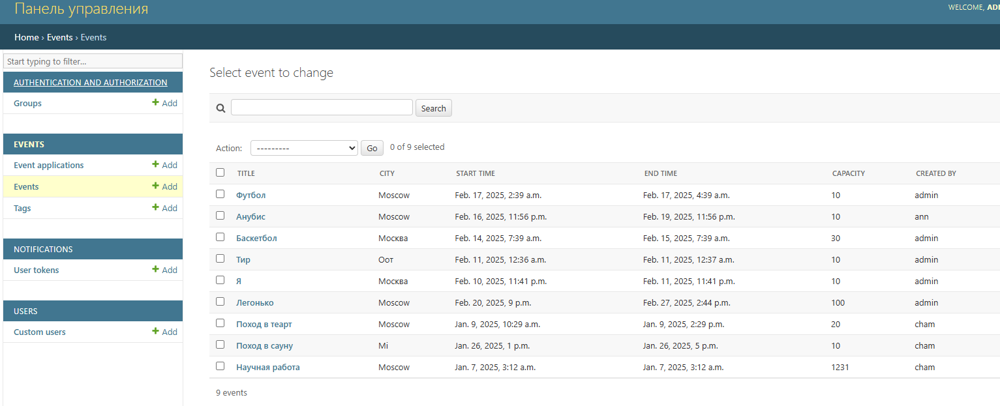 Панель управления
WELCOME,
Home › Events › Events
Start typing to filter...
AUTHENTICATION AND AUTHORIZATION
Groups + Add
EVENTS
Event applications + Add
Events + Add
Tags + Add
NOTIFICATIONS
User tokens + Add
USERS
Custom users + Add
Select event to change
Search
Action: --------- Go 0 of 9 selected
TITLE CITY START TIME END TIME CAPACITY CREATED BY
Футбол Moscow Feb. 17, 2025, 2:39 a.m. Feb. 17, 2025, 4:39 a.m. 10 admin
Анубис Moscow Feb. 16, 2025, 11:56 p.m. Feb. 19, 2025, 11:56 p.m. 10 ann
Баскетбол Москва Feb. 14, 2025, 7:39 a.m. Feb. 15, 2025, 7:39 a.m. 30 admin
Тир Оот Feb. 11, 2025, 12:36 a.m. Feb. 11, 2025, 12:37 a.m. 10 admin
Я Москва Feb. 10, 2025, 11:41 p.m. Feb. 11, 2025, 11:41 p.m. 10 admin
Легонько Moscow Feb. 20, 2025, 9 p.m. Feb. 27, 2025, 2:44 p.m. 100 admin
Поход в теарт Moscow Jan. 9, 2025, 10:29 a.m. Jan. 9, 2025, 2:29 p.m. 20 cham
Поход в сауну Mi Jan. 26, 2025, 1 p.m. Jan. 26, 2025, 5 p.m. 10 cham
Научная работа Moscow Jan. 7, 2025, 3:12 a.m. Jan. 7, 2025, 3:12 a.m. 1231 cham
9 events